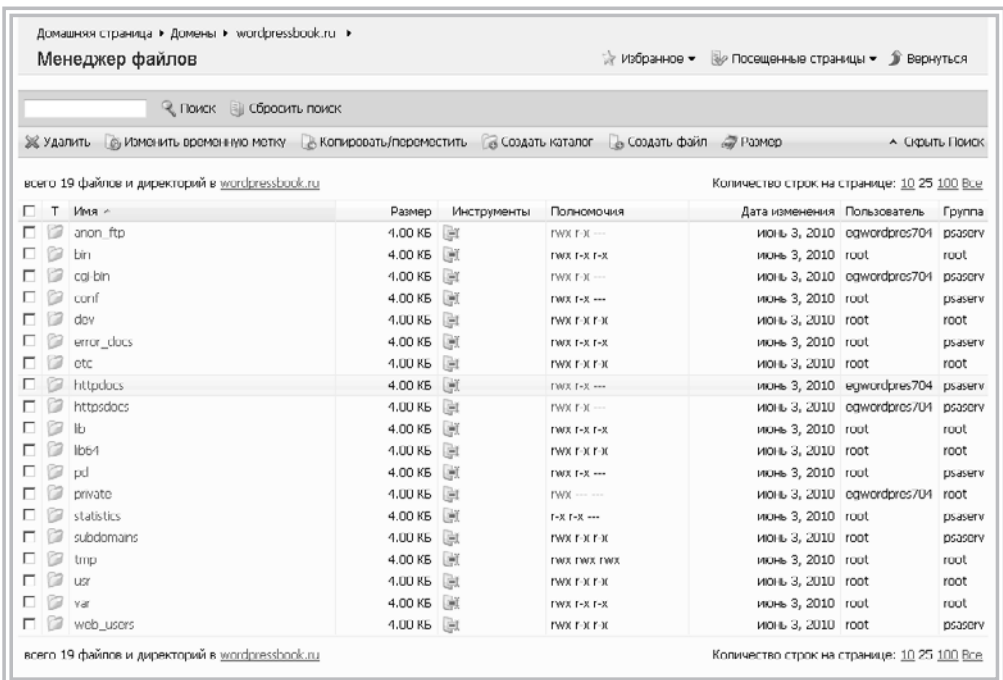 Домашняя страница ▸ Домены ▸ wordpressbook.ru ▸
Менеджер файлов Избранное ▾ Посещенные страницы ▾ Вернуться
Поиск Сбросить поиск
Удалить Изменить временную метку Копировать/переместить Создать каталог Создать файл Размер Скрыть Поиск
всего 19 файлов и директорий в wordpressbook.ru Количество строк на странице: 10 25 100 Все
Т Имя Размер Инструменты Полномочия Дата изменения Пользователь Группа
anon_ftp 4.00 КБ rwx r-x --- июнь 3, 2010 egwordpres704 psaserv
bin 4.00 КБ rwx r-x r-x июнь 3, 2010 root root
cgi-bin 4.00 КБ rwx r-x --- июнь 3, 2010 egwordpres704 psaserv
conf 4.00 КБ rwx r-x --- июнь 3, 2010 root psaserv
dev 4.00 КБ rwx r-x r-x июнь 3, 2010 root root
error_docs 4.00 КБ rwx r-x r-x июнь 3, 2010 root psaserv
etc 4.00 КБ rwx r-x r-x июнь 3, 2010 root root
httpdocs 4.00 КБ rwx r-x --- июнь 3, 2010 egwordpres704 psaserv
httpsdocs 4.00 КБ rwx r-x --- июнь 3, 2010 egwordpres704 psaserv
lib 4.00 КБ rwx r-x r-x июнь 3, 2010 root root
lib64 4.00 КБ rwx r-x r-x июнь 3, 2010 root root
pd 4.00 КБ rwx r-x --- июнь 3, 2010 root psaserv
private 4.00 КБ rwx --- --- июнь 3, 2010 egwordpres704 root
statistics 4.00 КБ r-x r-x --- июнь 3, 2010 root psaserv
subdomains 4.00 КБ rwx r-x r-x июнь 3, 2010 root psaserv
tmp 4.00 КБ rwx rwx rwx июнь 3, 2010 root root
usr 4.00 КБ rwx r-x r-x июнь 3, 2010 root root
var 4.00 КБ rwx r-x r-x июнь 3, 2010 root root
web_users 4.00 КБ rwx r-x r-x июнь 3, 2010 root psaserv
всего 19 файлов и директорий в wordpressbook.ru Количество строк на странице: 10 25 100 Все